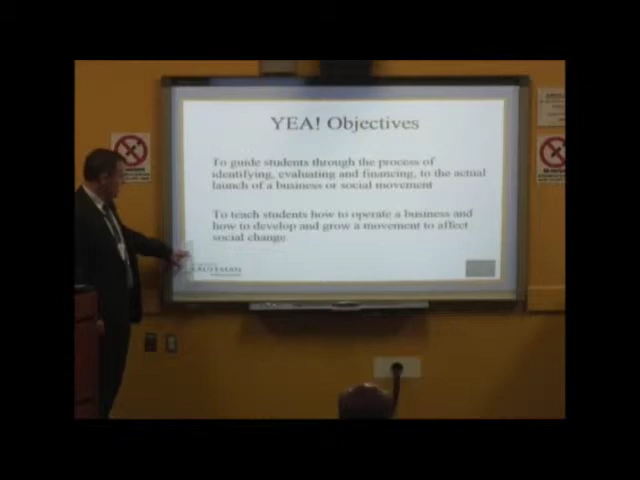 YEA! Objectives
To guide students through the process of
identifying, evaluating and financing, to the actual
launch of a business or social movement
To teach students how to operate a business and
how to develop and grow a movement to affect
social change
KAUFFMAN